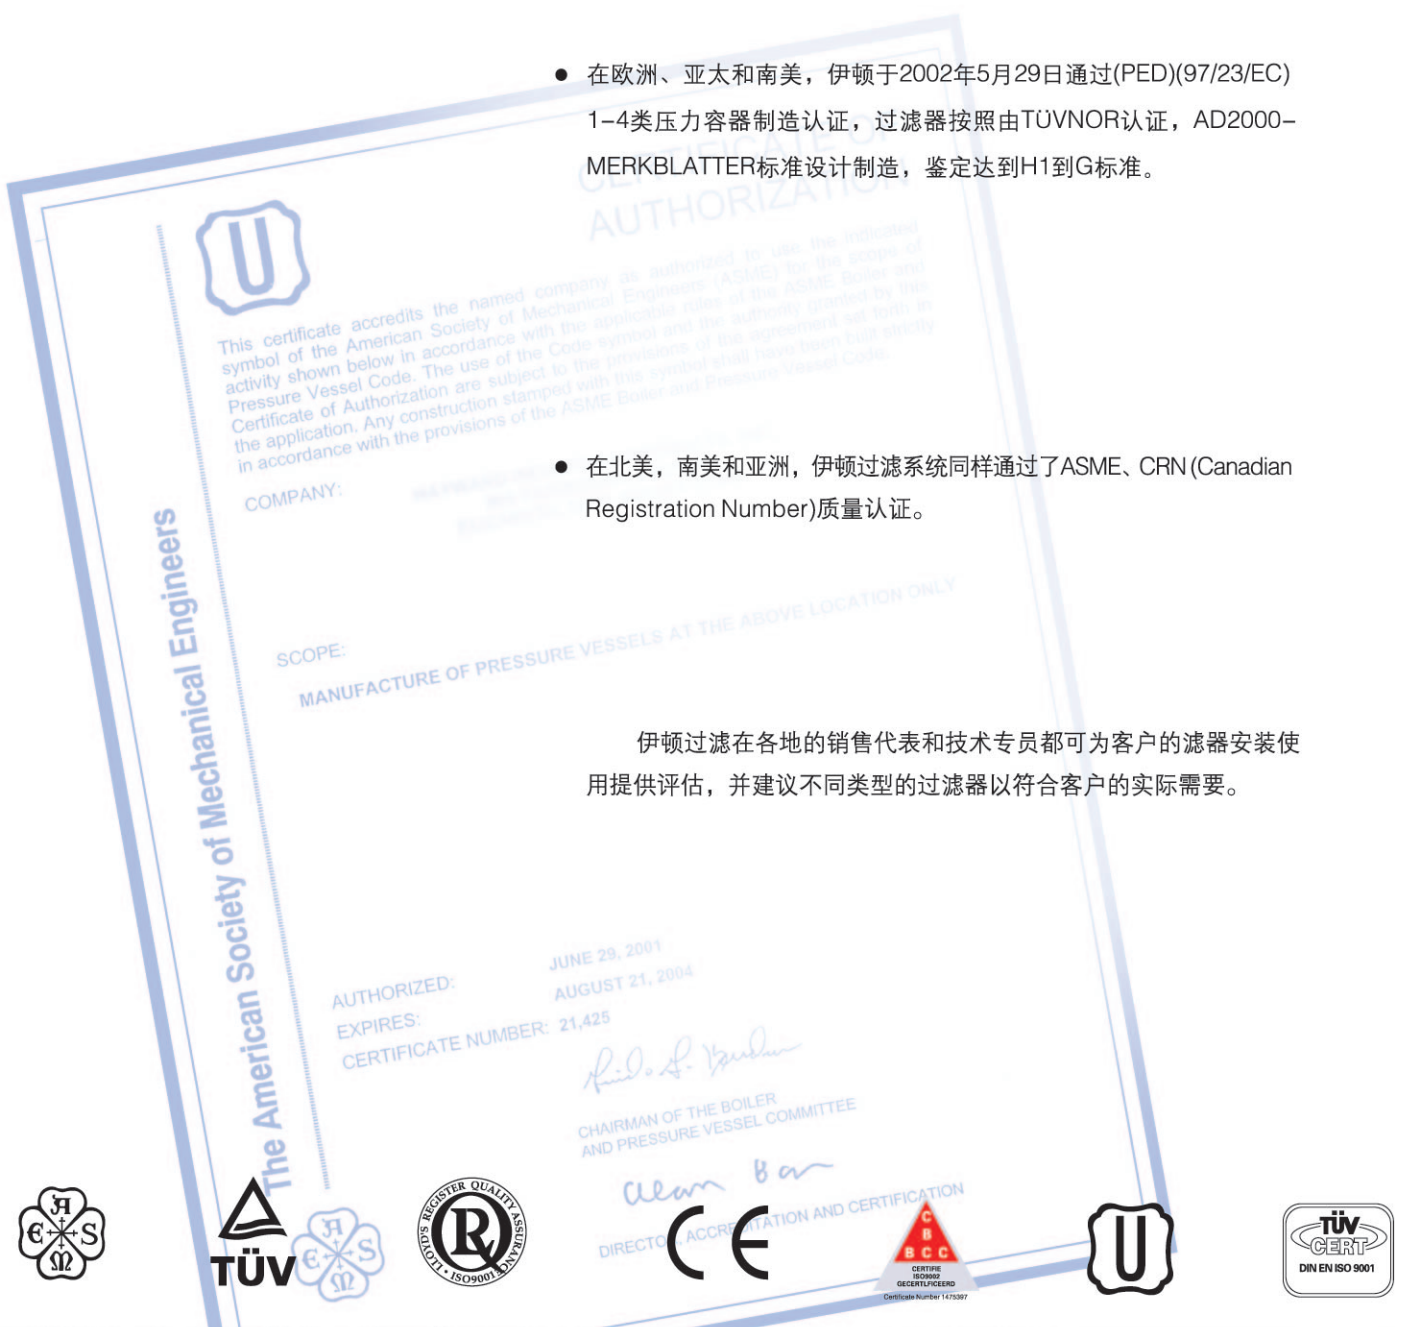 ● 在欧洲、亚太和南美，伊顿于2002年5月29日通过(PED)(97/23/EC)
1-4类压力容器制造认证，过滤器按照由TÜVNOR认证，AD2000-
MERKBLATTER标准设计制造，鉴定达到H1到G标准。
CERTIFICATE OF
AUTHORIZATION
U
This certificate accredits the named company as authorized to use the indicated
symbol of the American Society of Mechanical Engineers (ASME) for the scope of
activity shown below in accordance with the applicable rules of the ASME Boiler and
Pressure Vessel Code. The use of the Code symbol and the authority granted by this
Certificate of Authorization are subject to the provisions of the agreement set forth in
the application. Any construction stamped with this symbol shall have been built strictly
in accordance with the provisions of the ASME Boiler and Pressure Vessel Code.
COMPANY:
● 在北美，南美和亚洲，伊顿过滤系统同样通过了ASME、CRN (Canadian
Registration Number)质量认证。
The American Society of Mechanical Engineers
SCOPE:
MANUFACTURE OF PRESSURE VESSELS AT THE ABOVE LOCATION ONLY
伊顿过滤在各地的销售代表和技术专员都可为客户的滤器安装使
用提供评估，并建议不同类型的过滤器以符合客户的实际需要。
AUTHORIZED: JUNE 29, 2001
EXPIRES: AUGUST 21, 2004
CERTIFICATE NUMBER: 21,425
CHAIRMAN OF THE BOILER
AND PRESSURE VESSEL COMMITTEE
DIRECTOR, ACCREDITATION AND CERTIFICATION
A S M E
TÜV
A S M E
LLOYD'S REGISTER QUALITY ASSURANCE
R
ISO9001
CE
C
B
B C C
CERTIFIE
ISO9002
GECERTLFICEERD
Certificate Number 1475397
U
TÜV
CERT
DIN EN ISO 9001